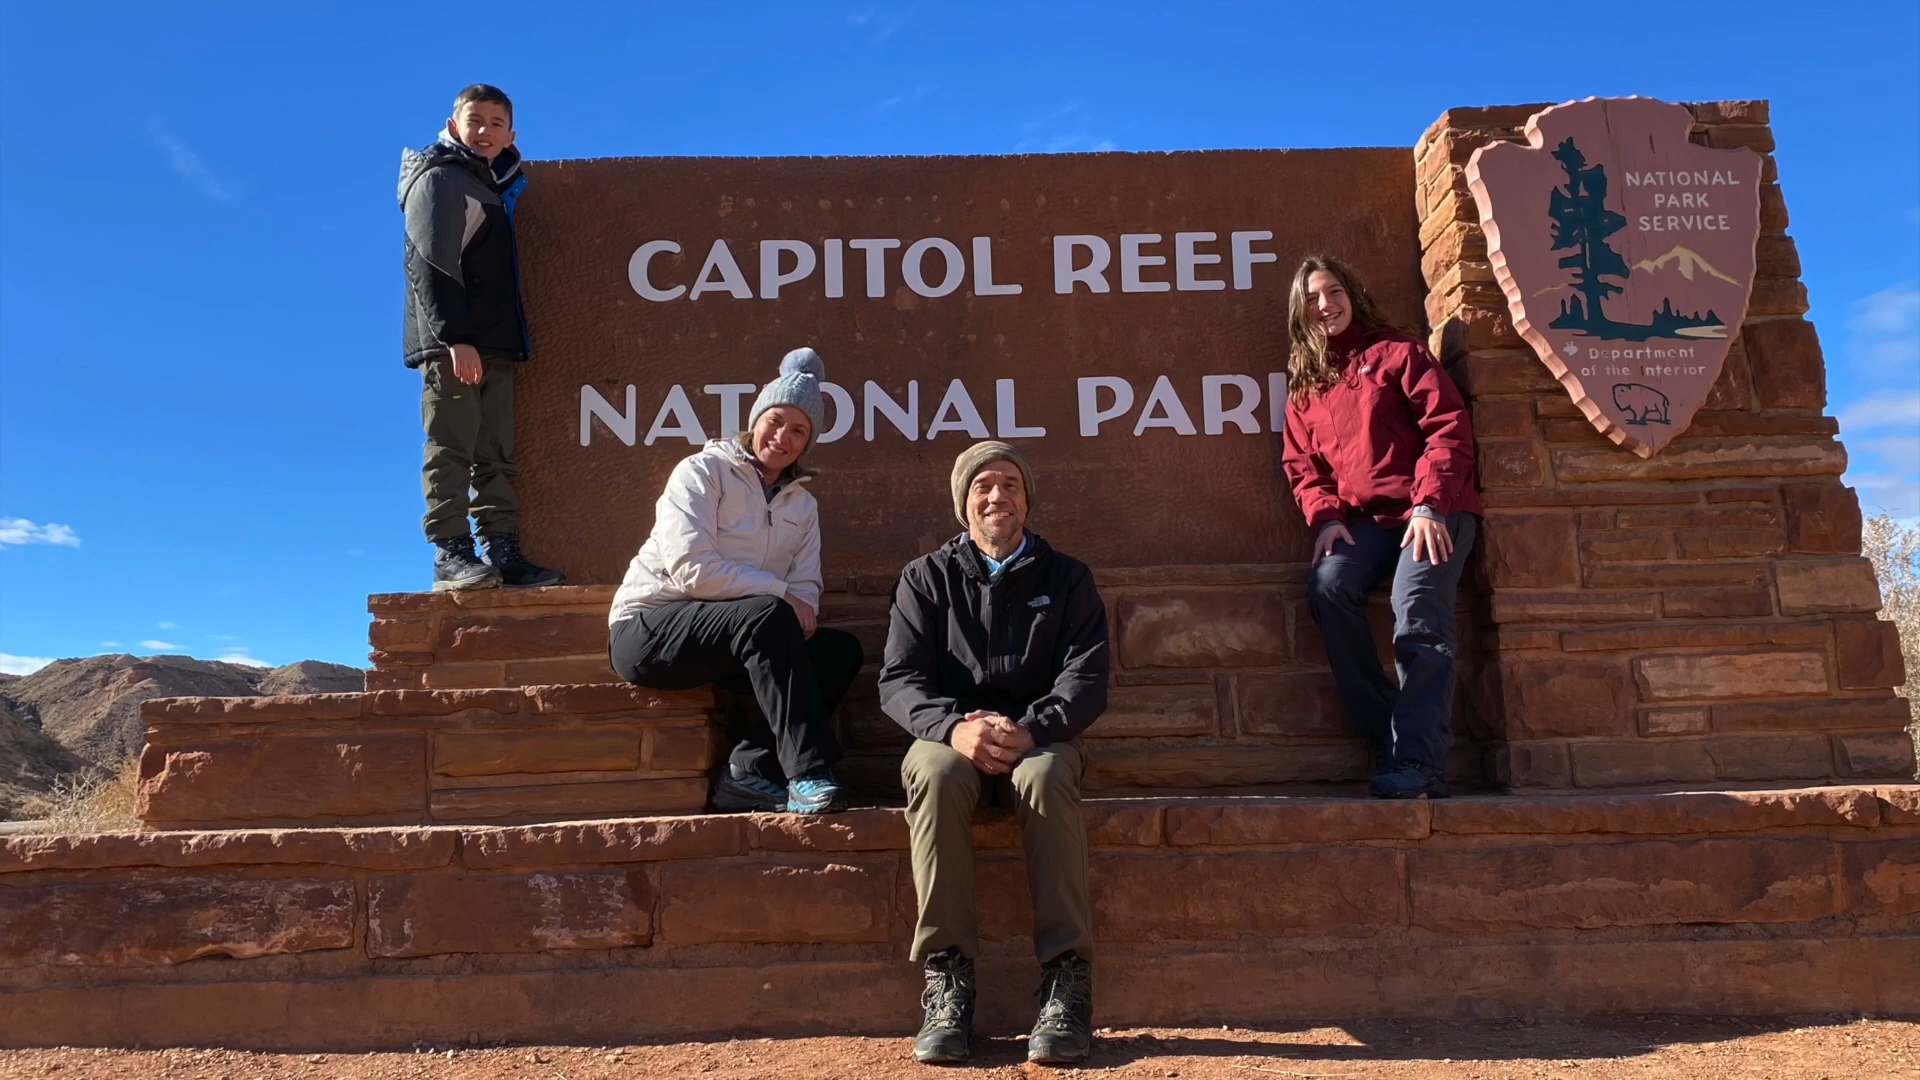 CAPITOL REEF
NATIONAL PARK
NATIONAL
PARK
SERVICE
Department
of the Interior